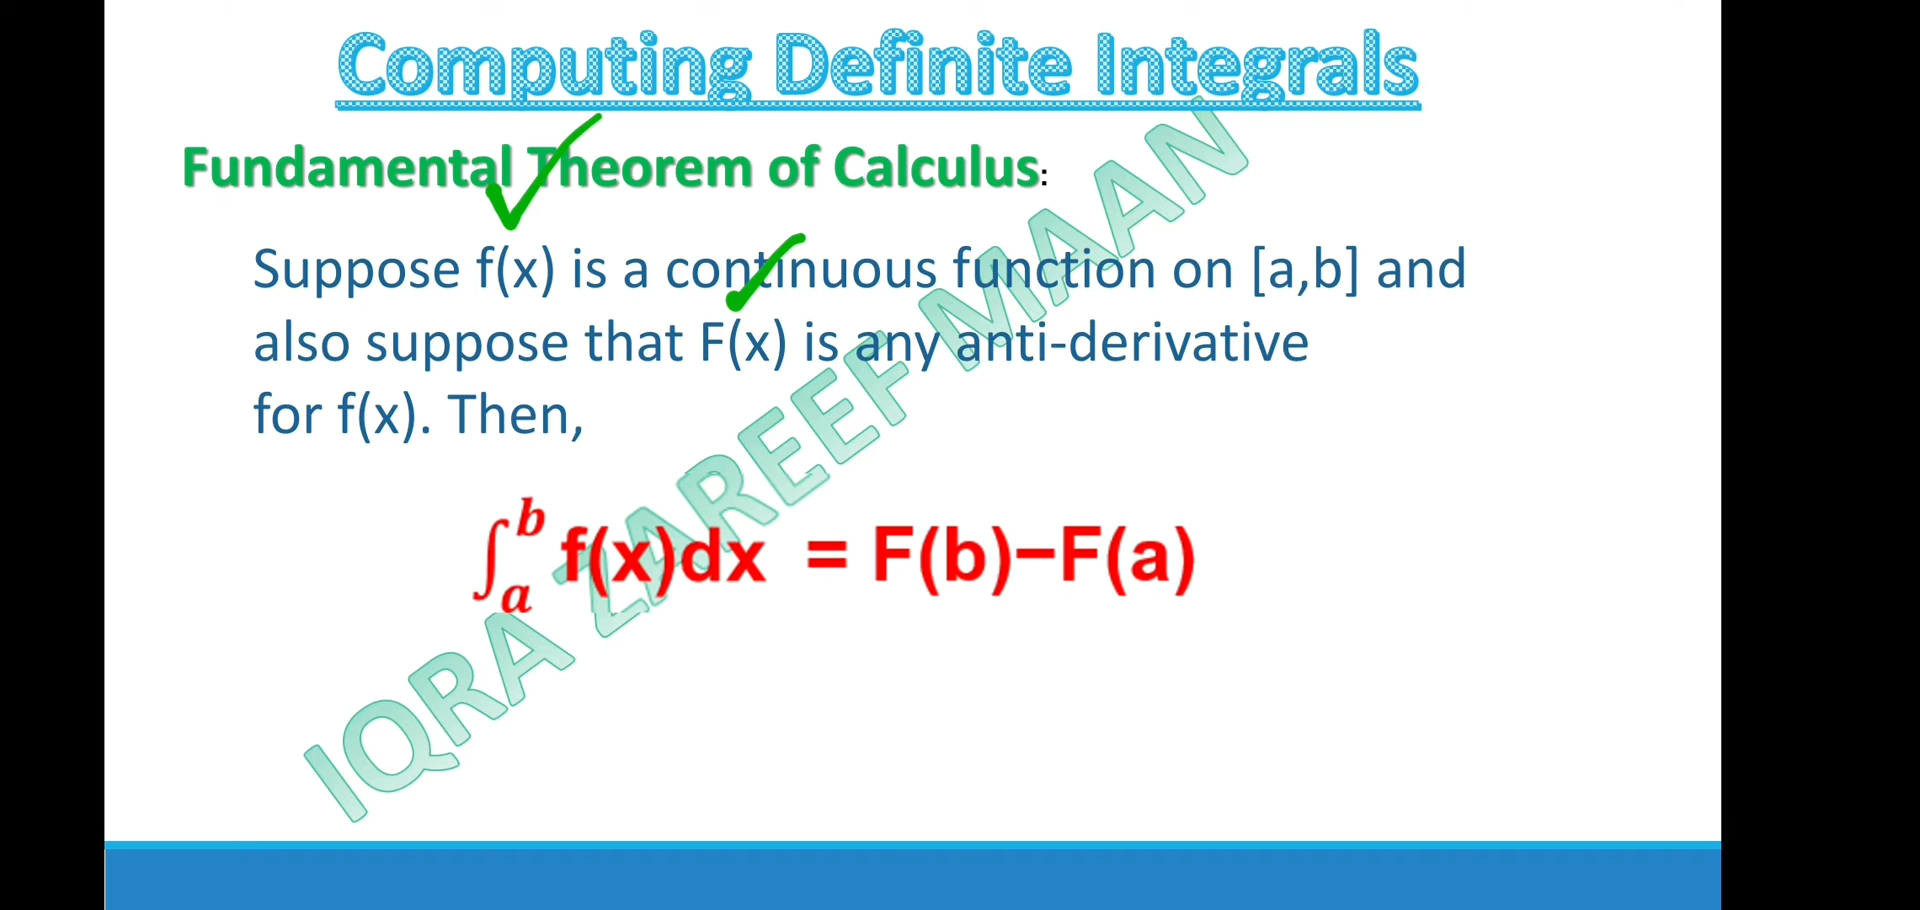 Computing Definite Integrals
Fundamental Theorem of Calculus:
Suppose f(x) is a continuous function on [a,b] and
also suppose that F(x) is any anti-derivative
for f(x). Then,
∫ₐᵇ f(x)dx = F(b)−F(a)
IQRA ZAREEF MAAN